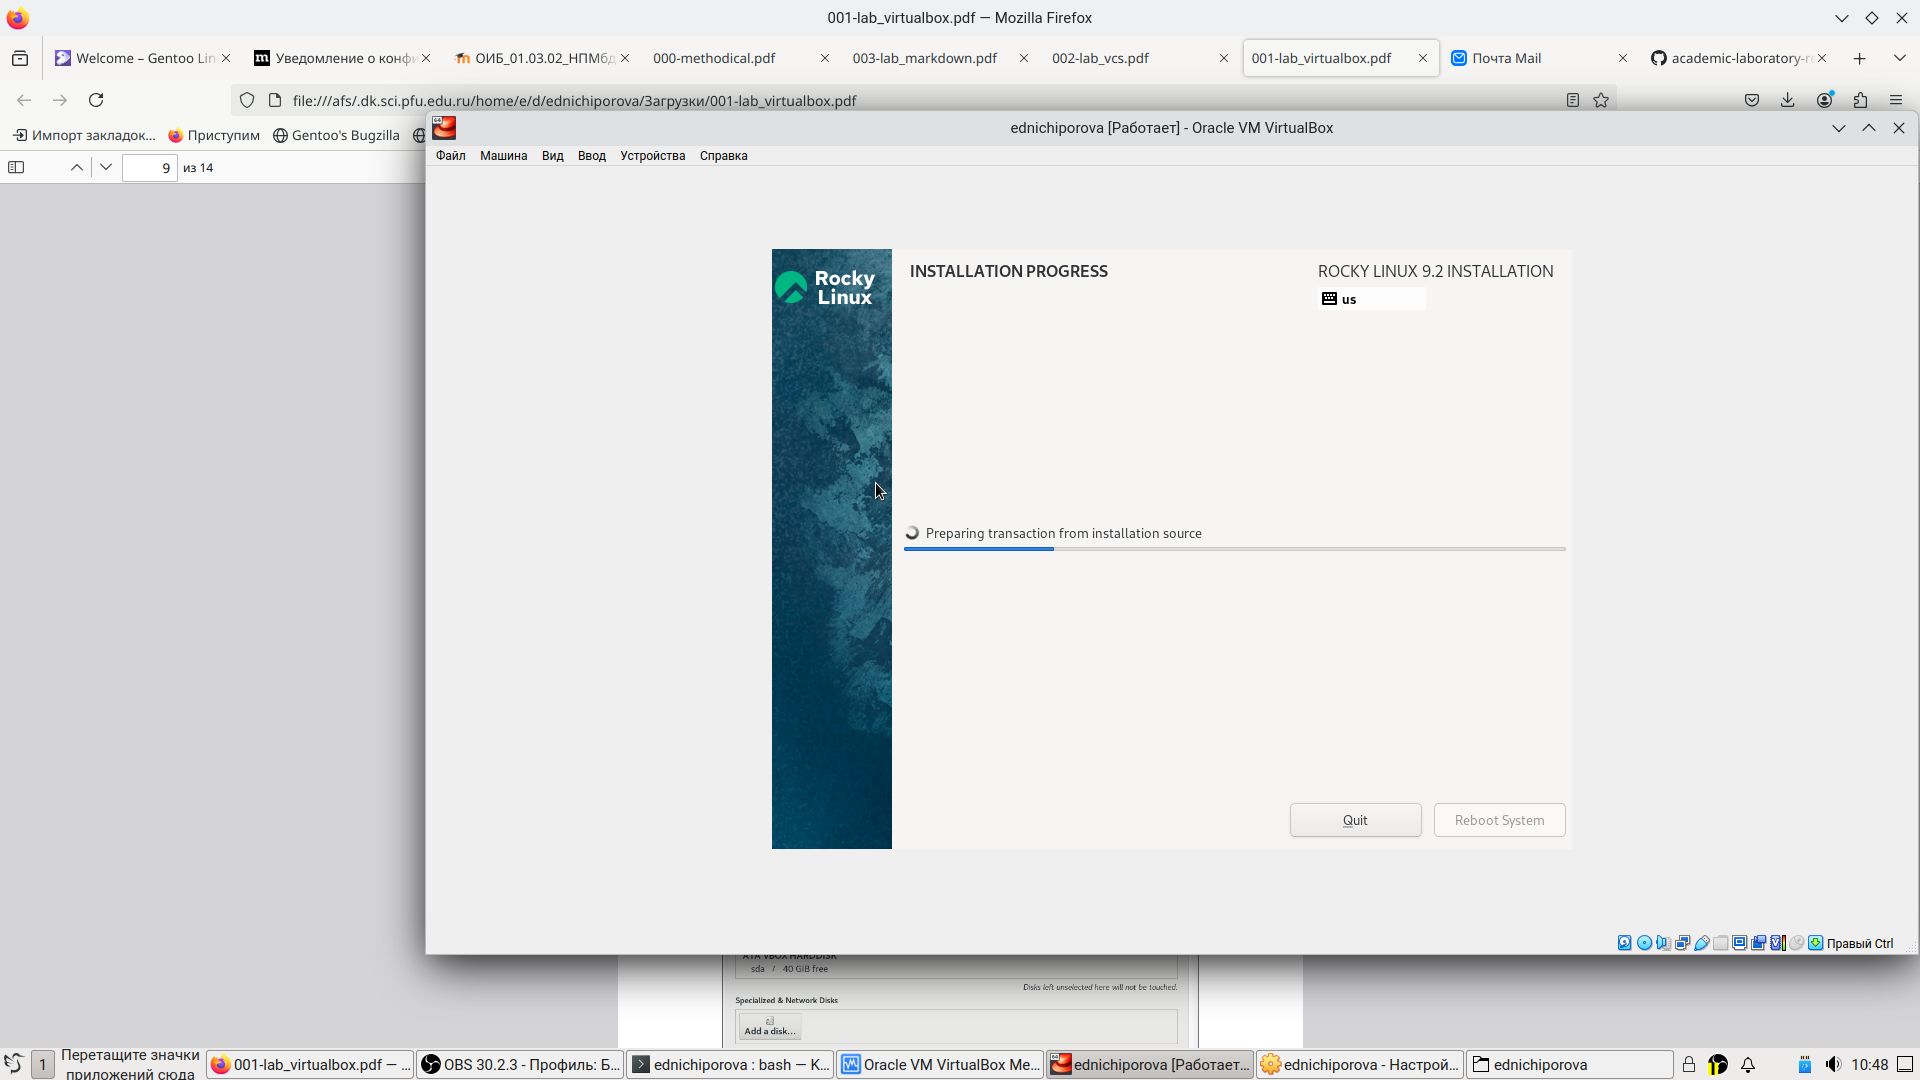 001-lab_virtualbox.pdf — Mozilla Firefox
Welcome – Gentoo Lin
Уведомление о конфи
ОИБ_01.03.02_НПМбд
000-methodical.pdf
003-lab_markdown.pdf
002-lab_vcs.pdf
001-lab_virtualbox.pdf
Почта Mail
academic-laboratory-re
file:///afs/.dk.sci.pfu.edu.ru/home/e/d/ednichiporova/Загрузки/001-lab_virtualbox.pdf
Импорт закладок...
Приступим
Gentoo's Bugzilla
9 из 14
ednichiporova [Работает] - Oracle VM VirtualBox
Файл Машина Вид Ввод Устройства Справка
Rocky
Linux
INSTALLATION PROGRESS
ROCKY LINUX 9.2 INSTALLATION
us
Preparing transaction from installation source
Quit
Reboot System
Правый Ctrl
ATA VBOX HARDDISK
sda / 40 GiB free
Disks left unselected here will not be touched.
Specialized & Network Disks
Add a disk...
1
Перетащите значки
приложений сюда
001-lab_virtualbox.pdf — ...
OBS 30.2.3 - Профиль: Б...
ednichiporova : bash — K...
Oracle VM VirtualBox Ме...
ednichiporova [Работает...
ednichiporova - Настрой...
ednichiporova
10:48